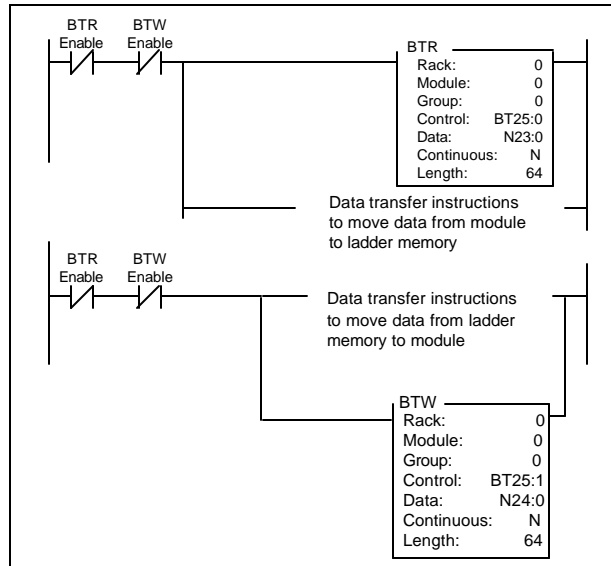 BTR BTW
Enable Enable
BTR
Rack: 0
Module: 0
Group: 0
Control: BT25:0
Data: N23:0
Continuous: N
Length: 64
Data transfer instructions
to move data from module
to ladder memory
BTR BTW
Enable Enable
Data transfer instructions
to move data from ladder
memory to module
BTW
Rack: 0
Module: 0
Group: 0
Control: BT25:1
Data: N24:0
Continuous: N
Length: 64